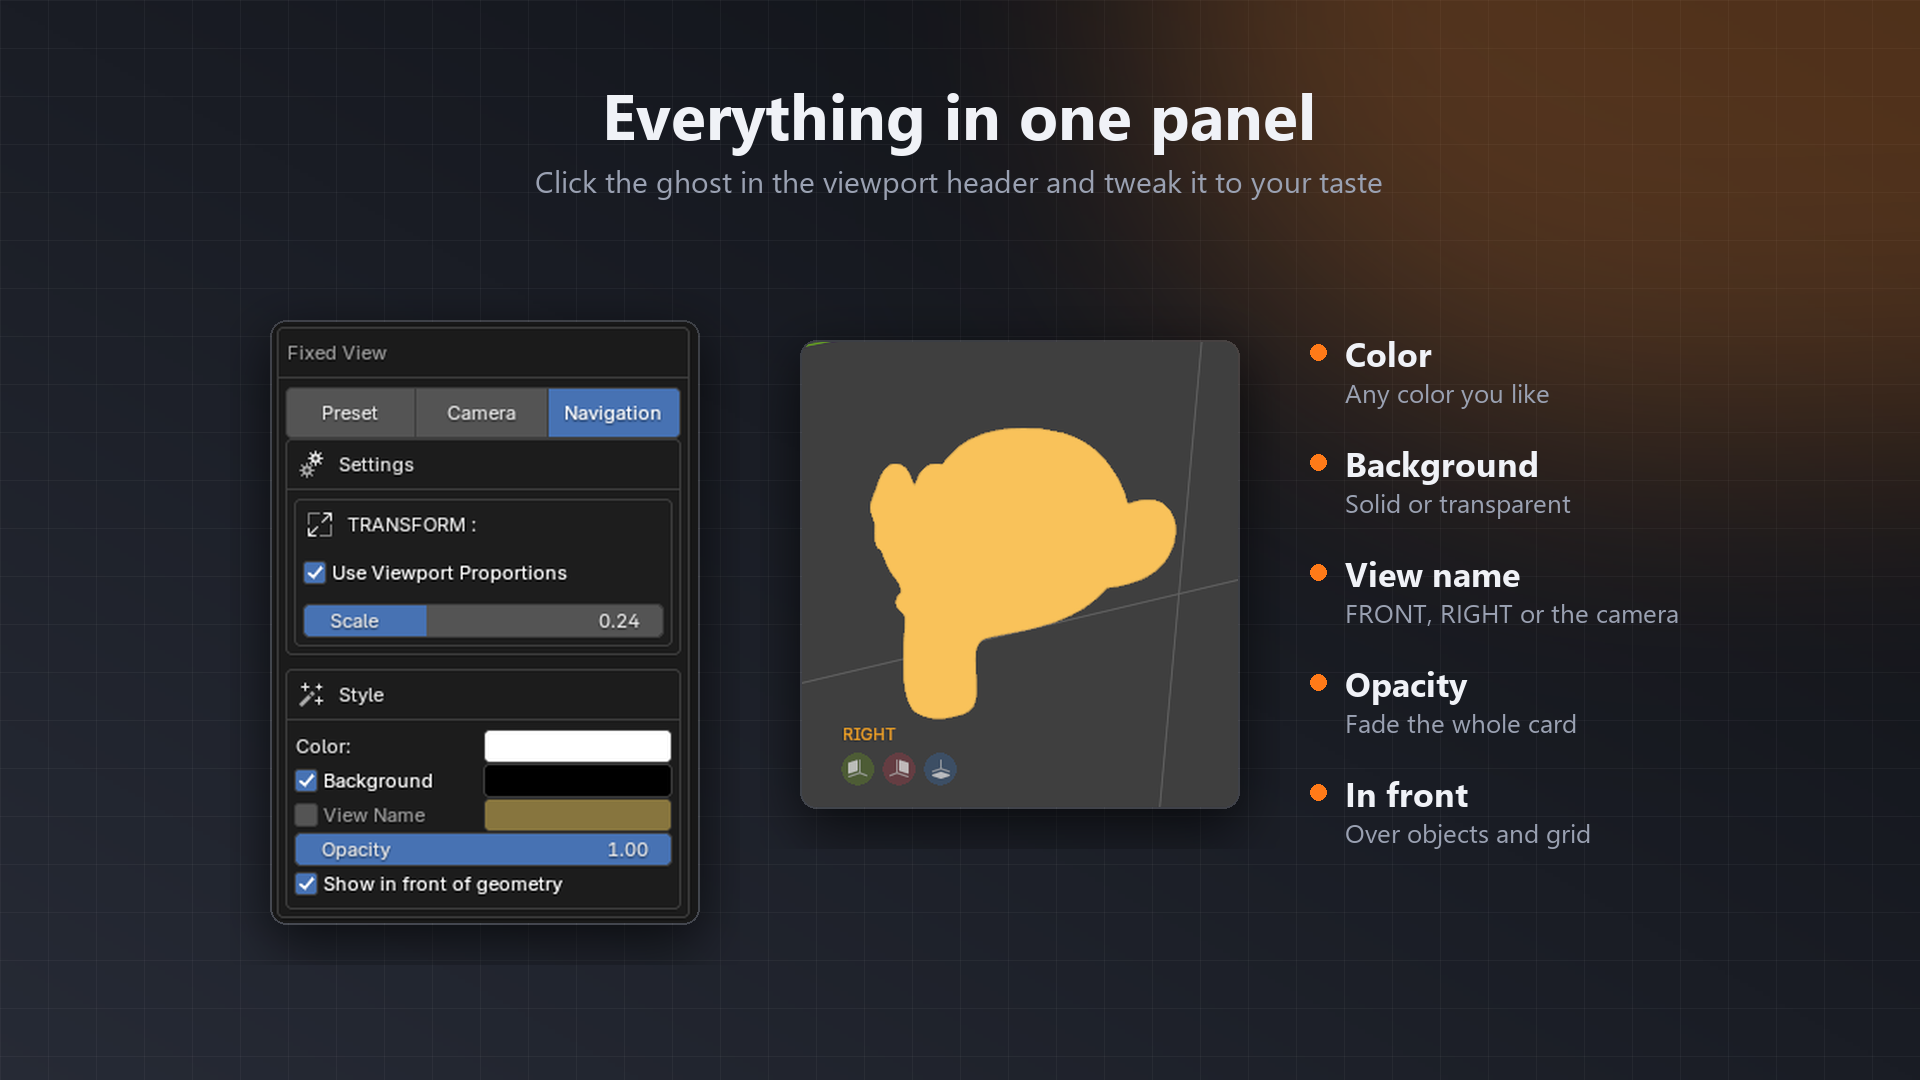 Everything in one panel
Click the ghost in the viewport header and tweak it to your taste
Fixed View
Preset Camera Navigation
Settings
TRANSFORM :
Use Viewport Proportions
Scale 0.24
Style
Color:
Background
View Name
Opacity 1.00
Show in front of geometry
RIGHT
Color
Any color you like
Background
Solid or transparent
View name
FRONT, RIGHT or the camera
Opacity
Fade the whole card
In front
Over objects and grid